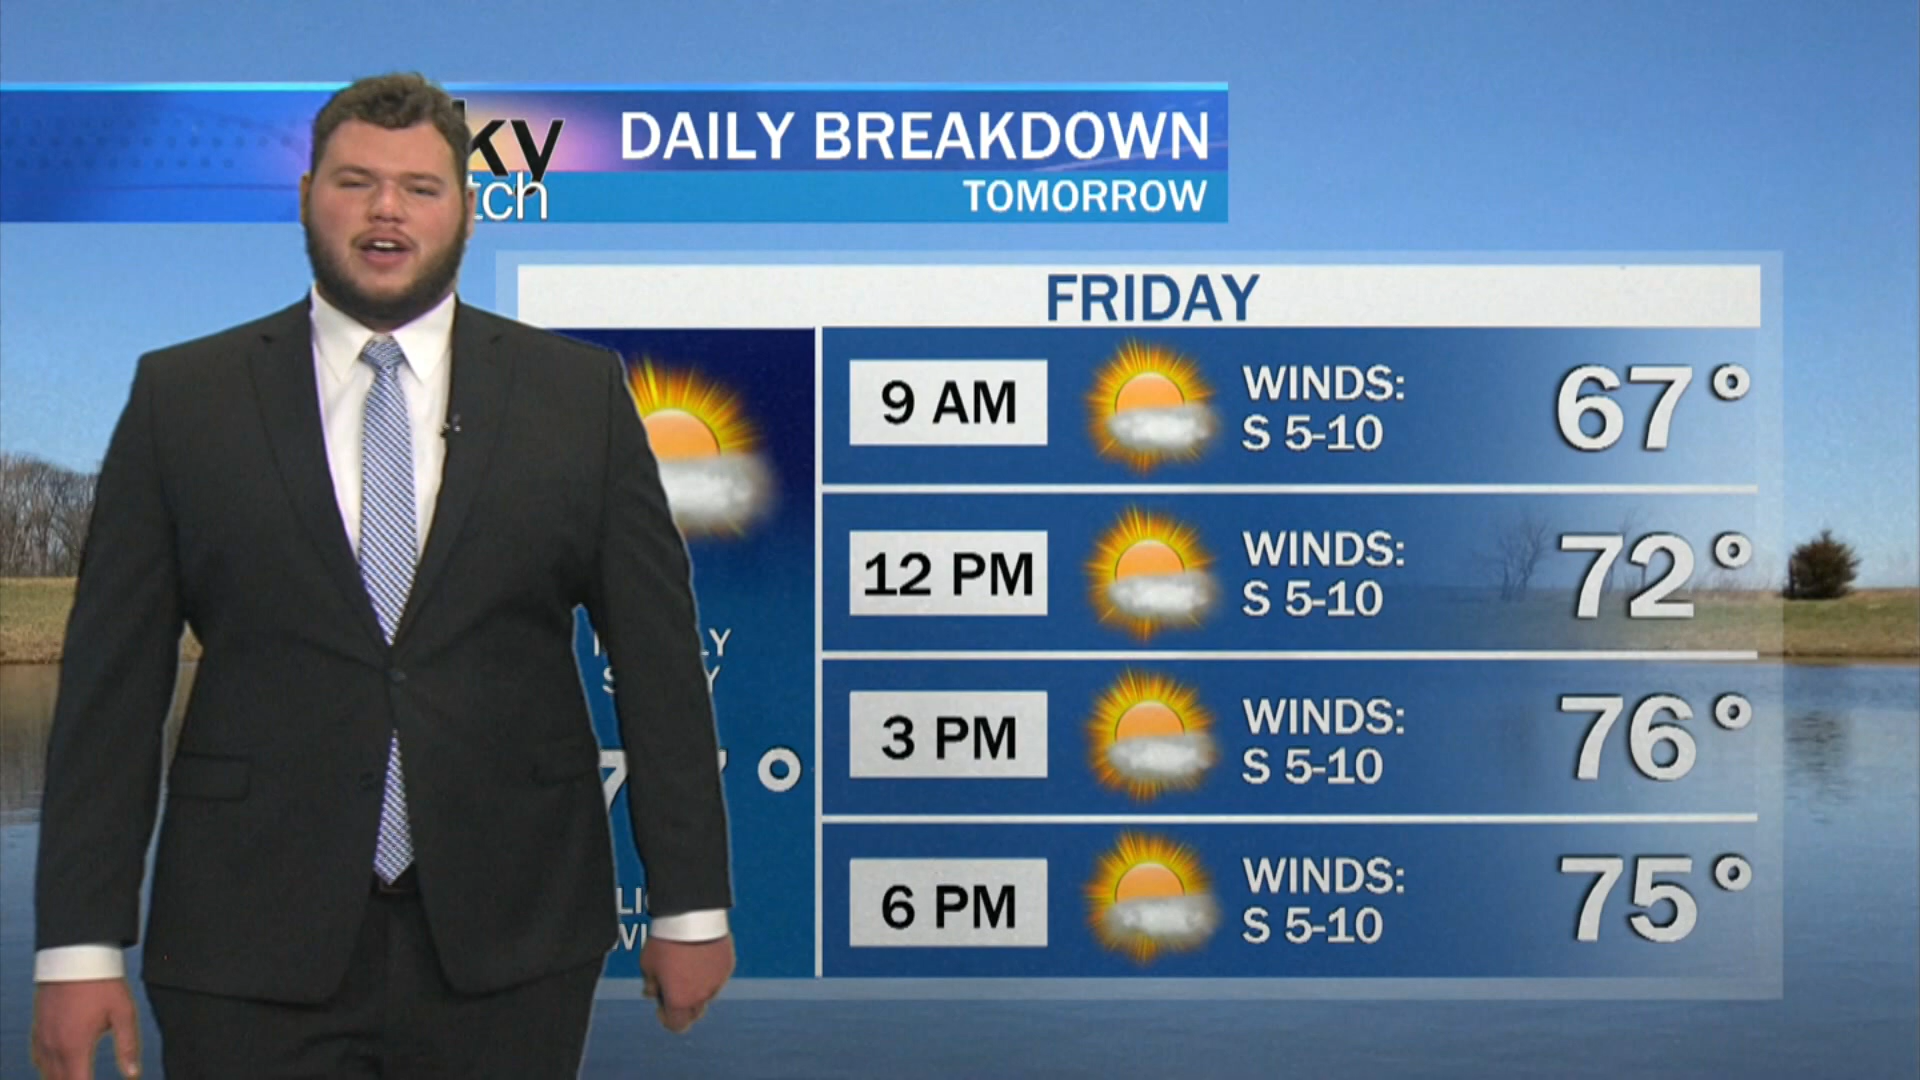 DAILY BREAKDOWN
TOMORROW
FRIDAY
9 AM
WINDS:
S 5-10
67°
12 PM
WINDS:
S 5-10
72°
3 PM
WINDS:
S 5-10
76°
6 PM
WINDS:
S 5-10
75°